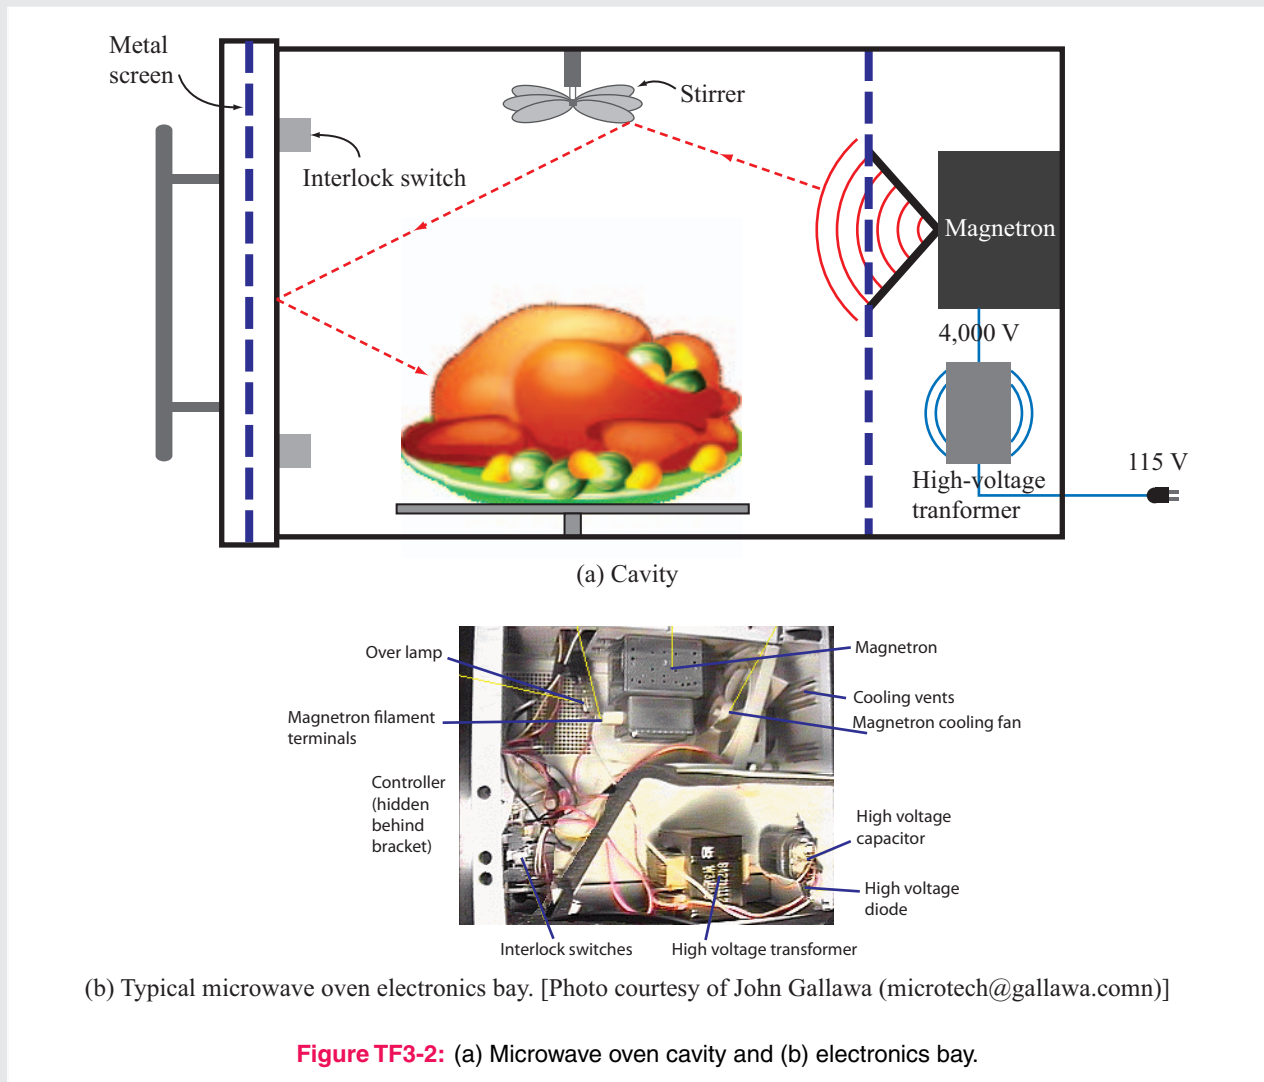 Metal
screen
Stirrer
Interlock switch
Magnetron
4,000 V
115 V
High-voltage
tranformer
(a) Cavity
Over lamp
Magnetron
Cooling vents
Magnetron filament
terminals
Magnetron cooling fan
Controller
(hidden
behind
bracket)
High voltage
capacitor
High voltage
diode
Interlock switches
High voltage transformer
(b) Typical microwave oven electronics bay. [Photo courtesy of John Gallawa (microtech@gallawa.comn)]
Figure TF3-2: (a) Microwave oven cavity and (b) electronics bay.